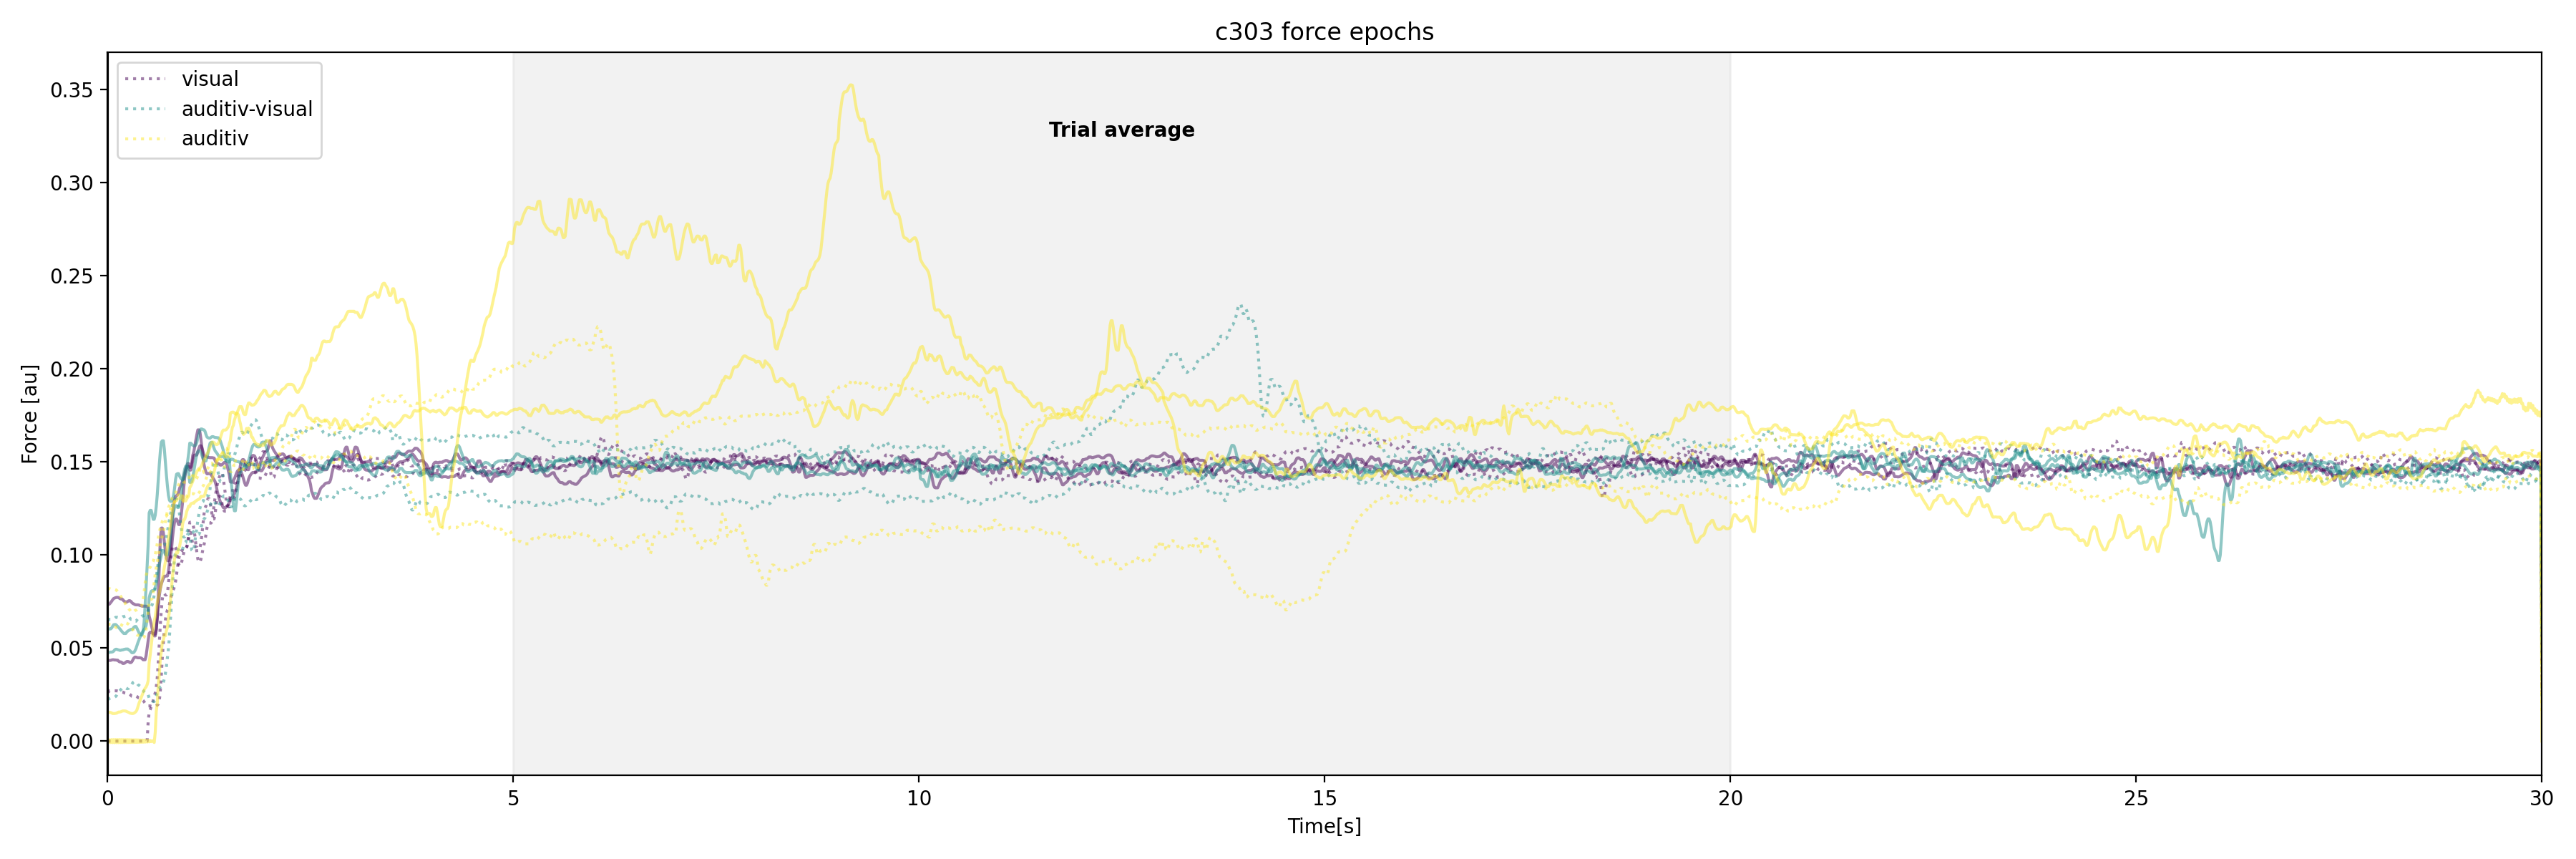 c303 force epochs
visual
auditiv-visual
auditiv
Trial average
Force [au]
0.35
0.30
0.25
0.20
0.15
0.10
0.05
0.00
0 5 10 15 20 25 30
Time[s]